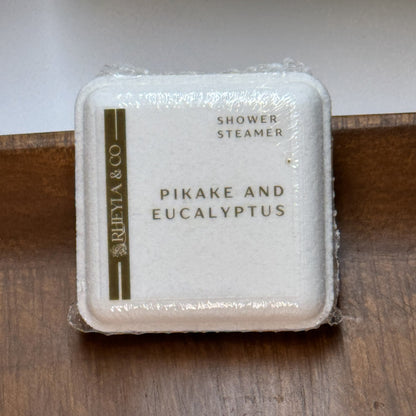 SHOWER
STEAMER
RHEYLA & CO
PIKAKE AND
EUCALYPTUS